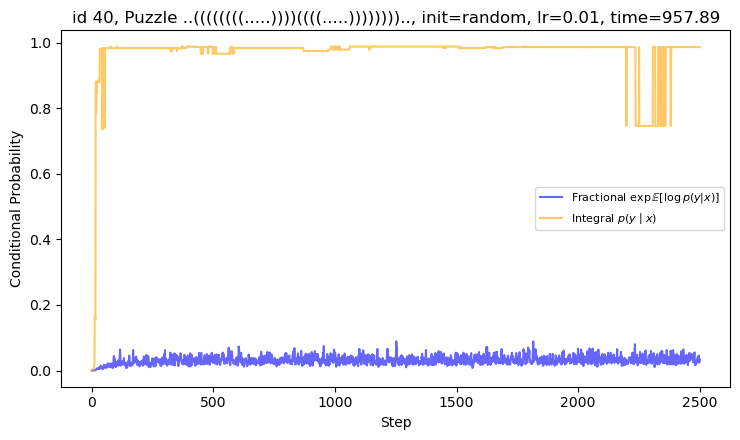 id 40, Puzzle ..((((((((.....))))((((.....)))))))).., init=random, lr=0.01, time=957.89
Conditional Probability
1.0
0.8
0.6
0.4
0.2
0.0
Fractional exp𝔼[log p(y|x)]
Integral p(y | x)
0 500 1000 1500 2000 2500
Step